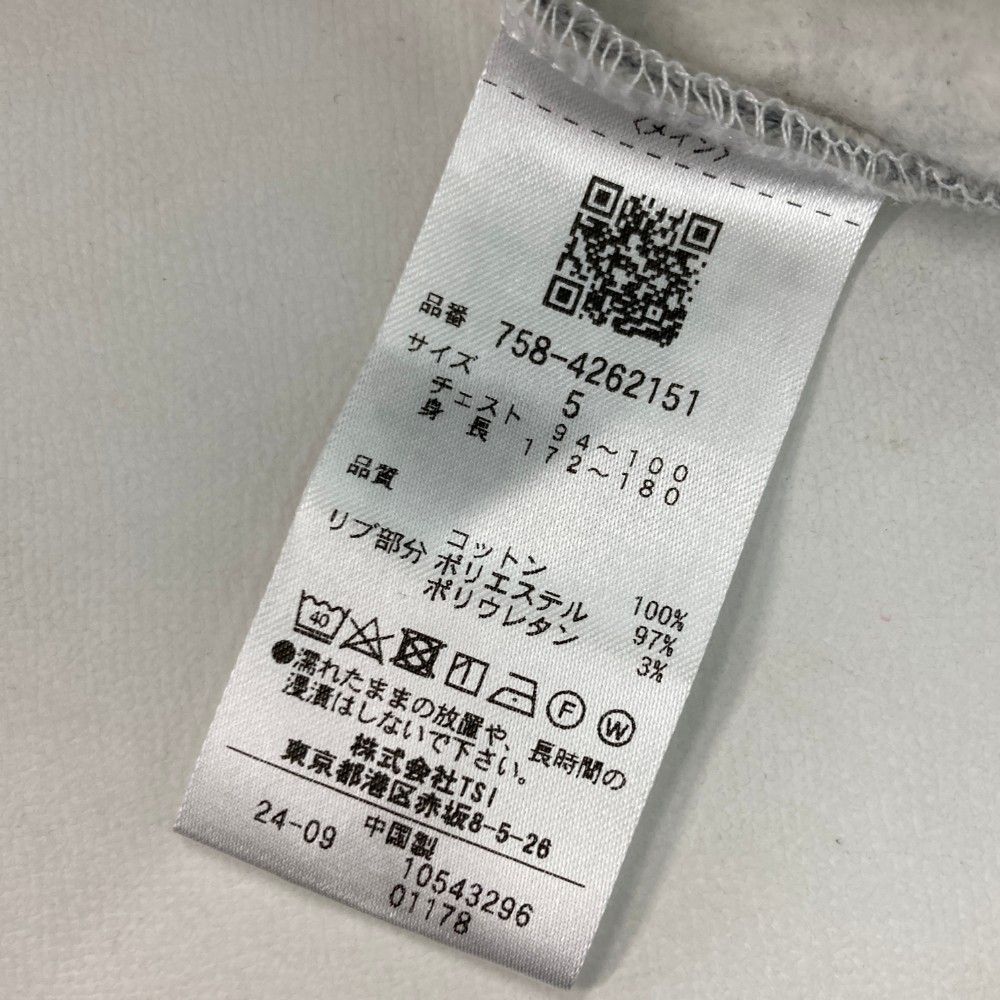 〈メイン〉
品番 758-4262151
サイズ 5
チェスト 94～100
身長 172～180
品質
コットン 100%
リブ部分 ポリエステル 97%
ポリウレタン 3%
40 F W
●濡れたままの放置や、長時間の
浸漬はしないで下さい。
株式会社TSI
東京都港区赤坂8-5-26
24-09 中国製
10543296
01178